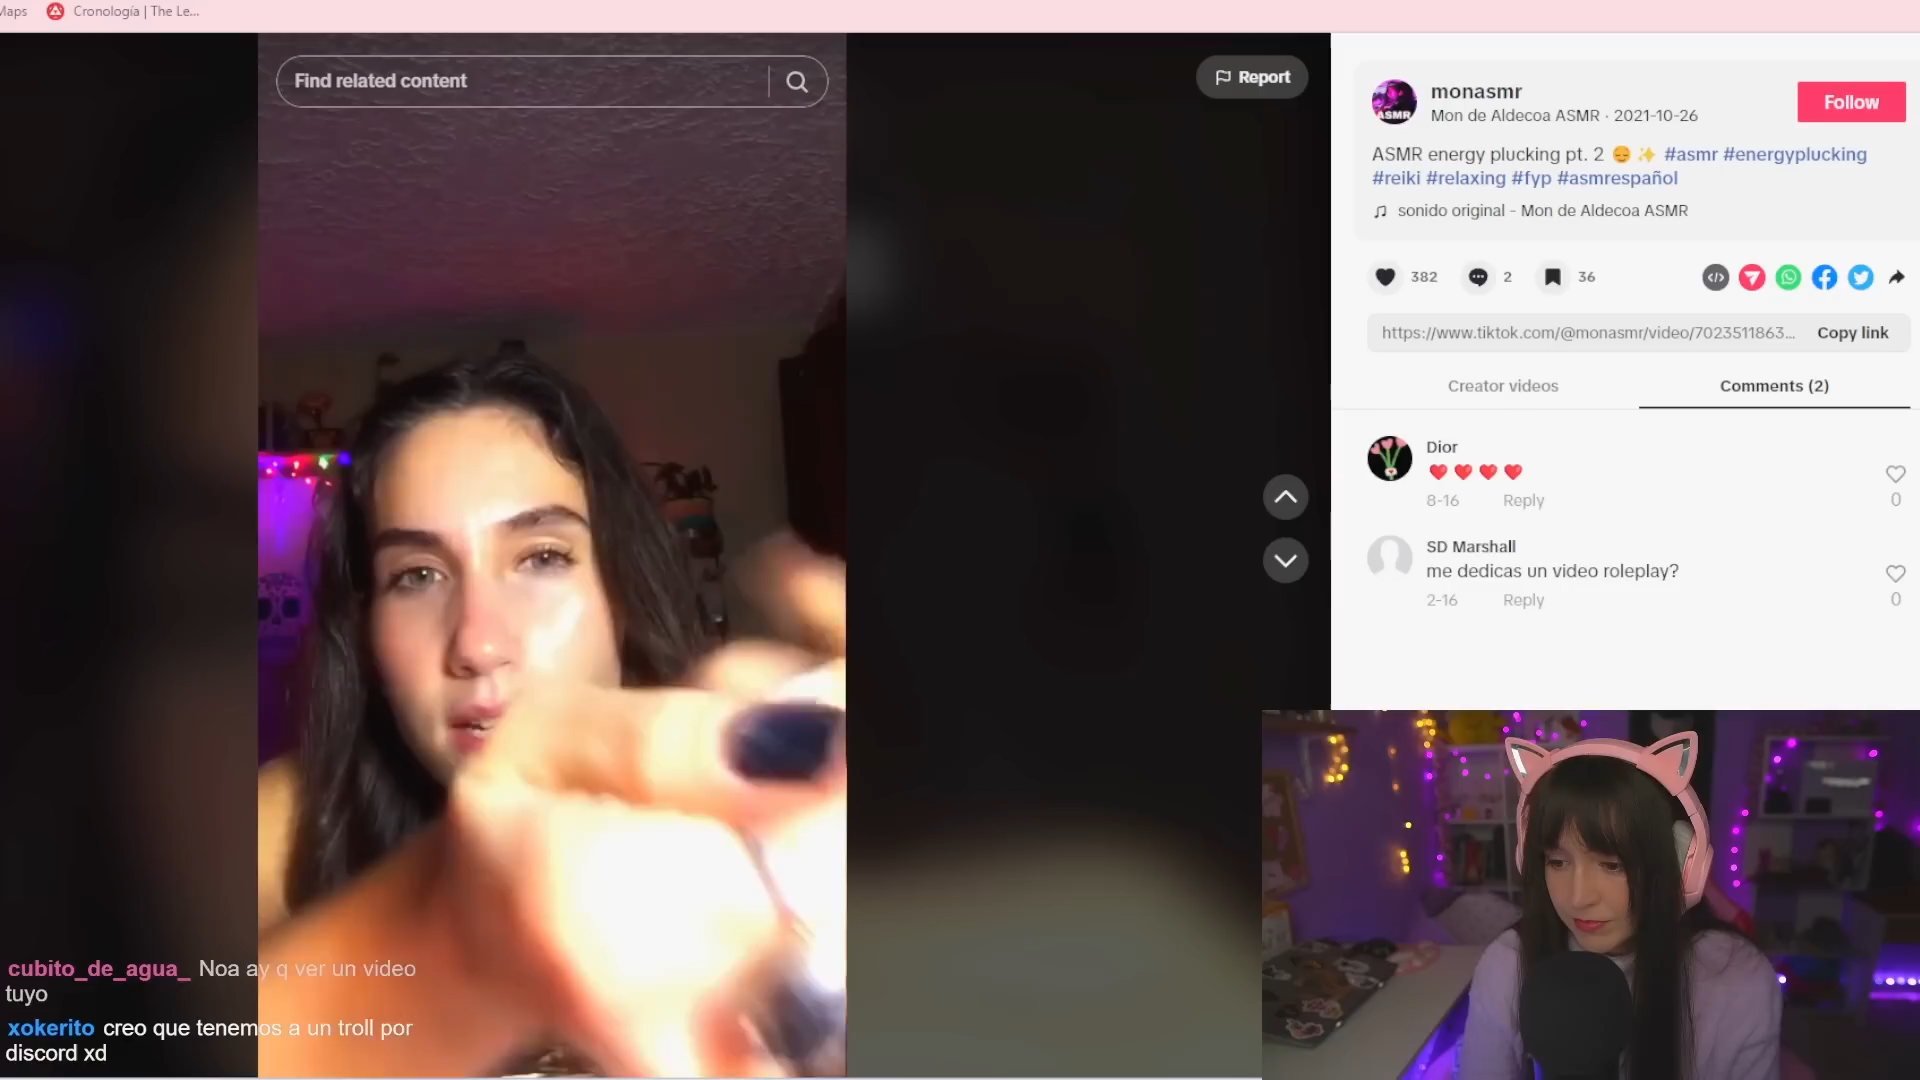 Maps
Cronología | The Le...
Find related content
Report
monasmr
Mon de Aldecoa ASMR · 2021-10-26
Follow
ASMR energy plucking pt. 2 😌 ✨ #asmr #energyplucking
#reiki #relaxing #fyp #asmrespañol
sonido original - Mon de Aldecoa ASMR
ASMR
382
2
36
https://www.tiktok.com/@monasmr/video/7023511863...
Copy link
Creator videos
Comments (2)
Dior
❤️ ❤️ ❤️ ❤️
8-16 Reply
0
SD Marshall
me dedicas un video roleplay?
2-16 Reply
0
cubito_de_agua_ Noa ay q ver un video
tuyo
xokerito creo que tenemos a un troll por
discord xd